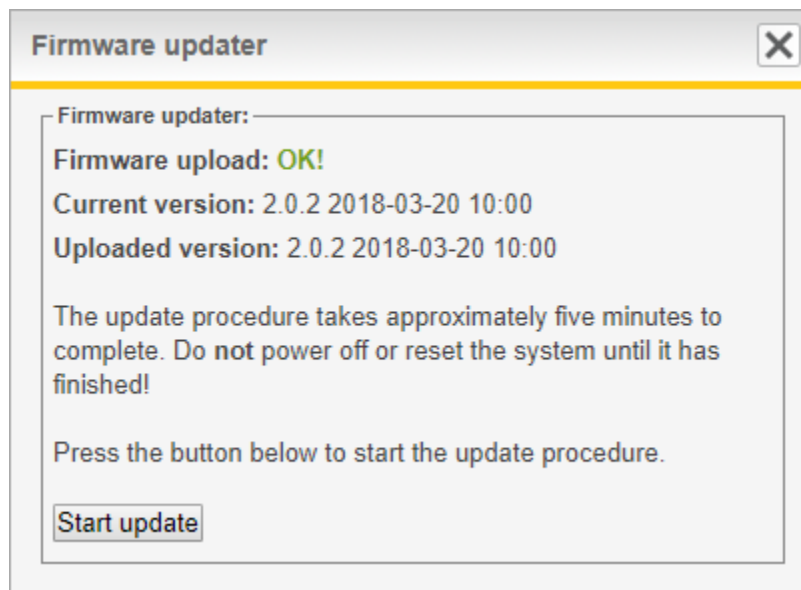 Firmware updater
Firmware updater:
Firmware upload: OK!
Current version: 2.0.2 2018-03-20 10:00
Uploaded version: 2.0.2 2018-03-20 10:00
The update procedure takes approximately five minutes to
complete. Do not power off or reset the system until it has
finished!
Press the button below to start the update procedure.
Start update